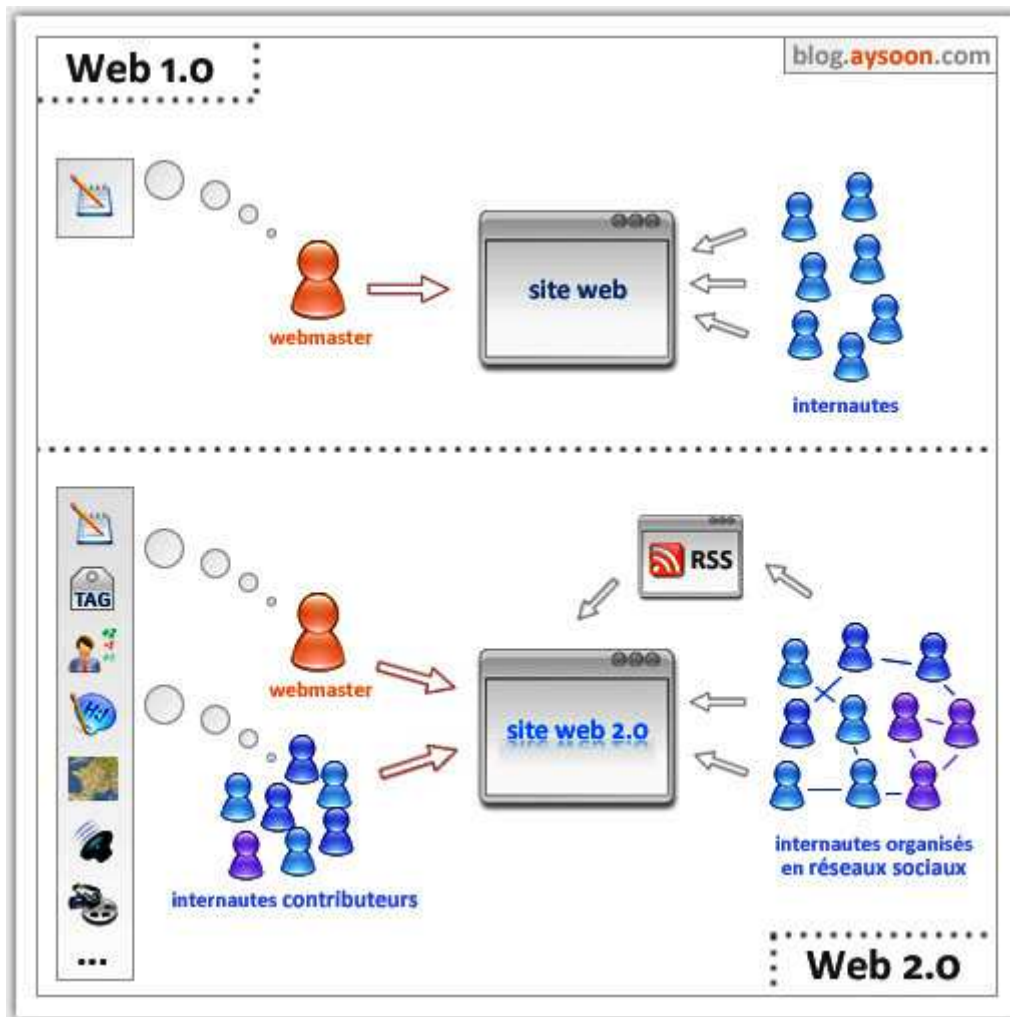 Web 1.0
blog.aysoon.com
site web
webmaster
internautes
TAG
RSS
webmaster
site web 2.0
internautes contributeurs
internautes organisés
en réseaux sociaux
...
Web 2.0